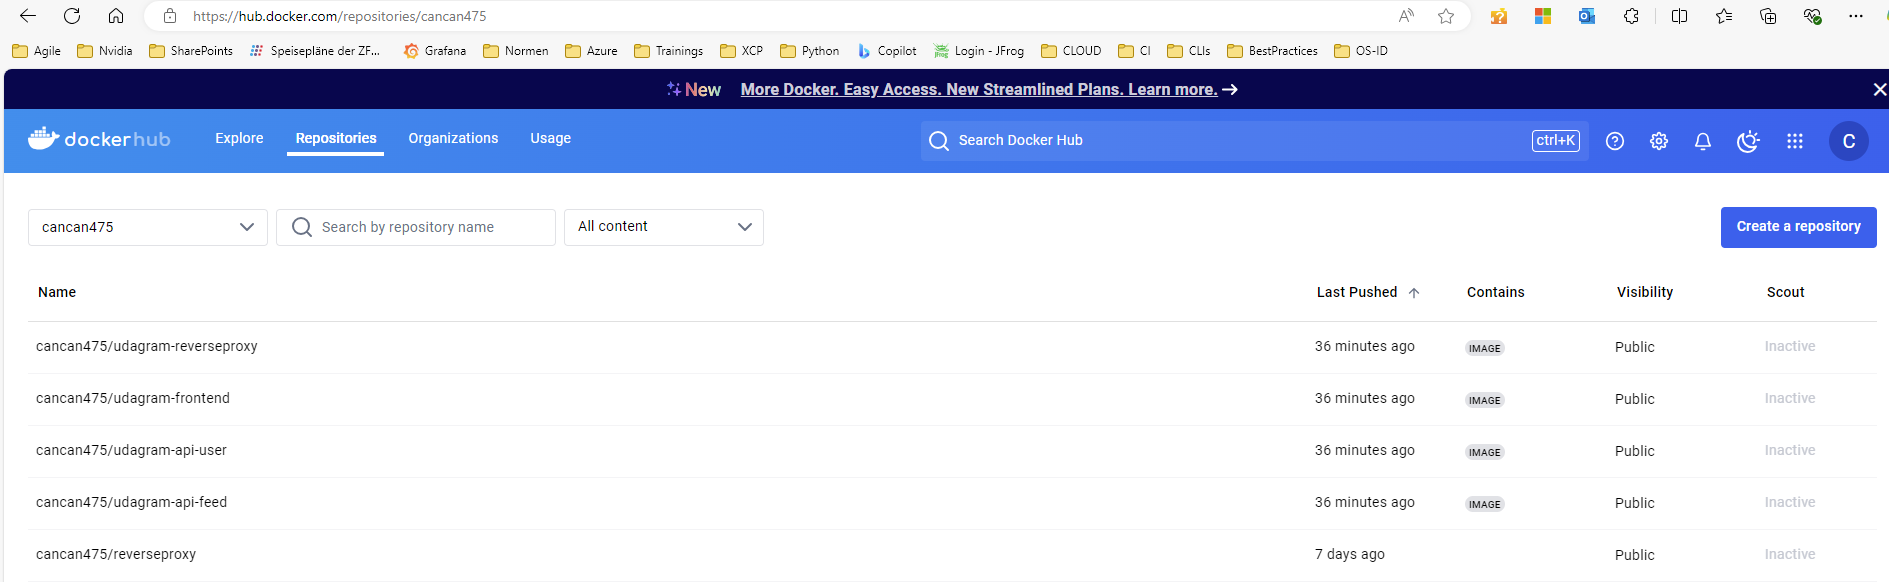 https://hub.docker.com/repositories/cancan475
Agile Nvidia SharePoints Speisepläne der ZF... Grafana Normen Azure Trainings XCP Python Copilot Login - JFrog CLOUD CI CLIs BestPractices OS-ID
New More Docker. Easy Access. New Streamlined Plans. Learn more.
dockerhub Explore Repositories Organizations Usage Search Docker Hub ctrl+K C
cancan475 Search by repository name All content Create a repository
Name Last Pushed Contains Visibility Scout
cancan475/udagram-reverseproxy 36 minutes ago IMAGE Public Inactive
cancan475/udagram-frontend 36 minutes ago IMAGE Public Inactive
cancan475/udagram-api-user 36 minutes ago IMAGE Public Inactive
cancan475/udagram-api-feed 36 minutes ago IMAGE Public Inactive
cancan475/reverseproxy 7 days ago Public Inactive